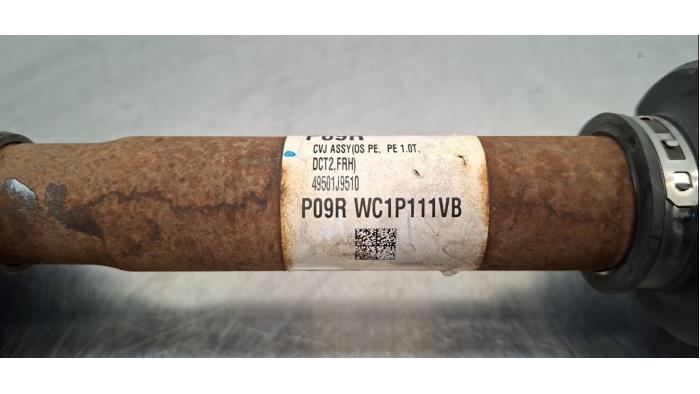 P09R
CVJ ASSY(OS PE, PE 1.0T,
DCT2,FRH)
49501J9510
P09R WC1P111VB